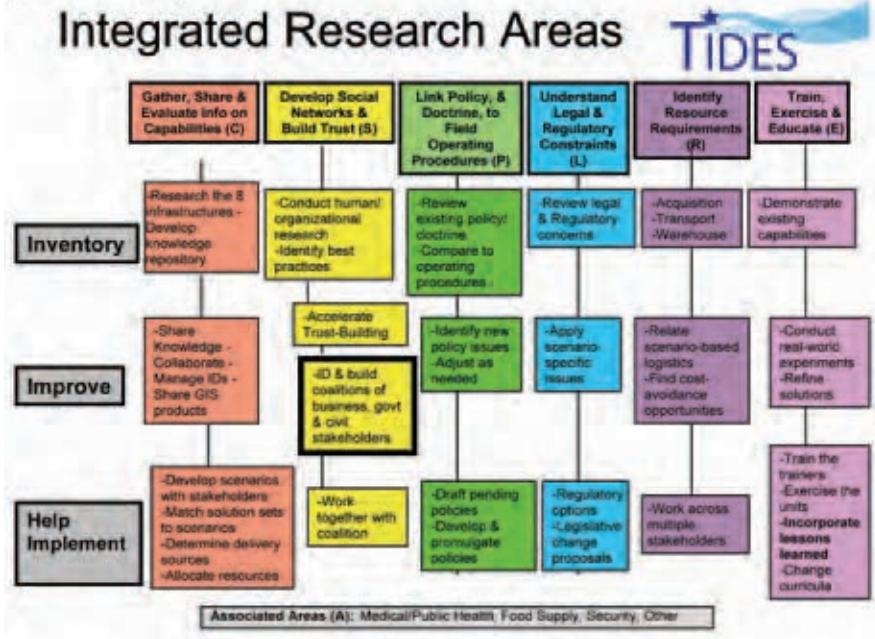 Integrated Research Areas
TIDES
Gather, Share &
Evaluate Info on
Capabilities (C)
Develop Social
Networks &
Build Trust (S)
Link Policy, &
Doctrine, to
Field
Operating
Procedures (P)
Understand
Legal &
Regulatory
Constraints
(L)
Identify
Resource
Requirements
(R)
Train,
Exercise &
Educate (E)
Inventory
-Research the 8
infrastructures -
Develop
knowledge
repository
-Conduct human/
organizational
research
-Identify best
practices
-Review
existing policy/
doctrine
-Compare to
operating
procedures
-Review legal
& Regulatory
concerns
-Acquisition
-Transport
-Warehouse
-Demonstrate
existing
capabilities
Improve
-Share
Knowledge -
Collaborate -
Manage IDs -
Share GIS
products
-Accelerate
Trust-Building
-ID & build
coalitions of
business, govt
& civil
stakeholders
-Identify new
policy issues
-Adjust as
needed
-Apply
scenario-
specific
issues
-Relate
scenario-based
logistics
-Find cost-
avoidance
opportunities
-Conduct
real-world
experiments
-Refine
solutions
Help
Implement
-Develop scenarios
with stakeholders
-Match solution sets
to scenarios
-Determine delivery
sources
-Allocate resources
-Work
together with
coalition
-Draft pending
policies
-Develop &
promulgate
policies
-Regulatory
options
-Legislative
change
proposals
-Work across
multiple
stakeholders
-Train the
trainers
-Exercise the
units
-Incorporate
lessons
learned
-Change
curricula
Associated Areas (A): Medical/Public Health, Food Supply, Security, Other